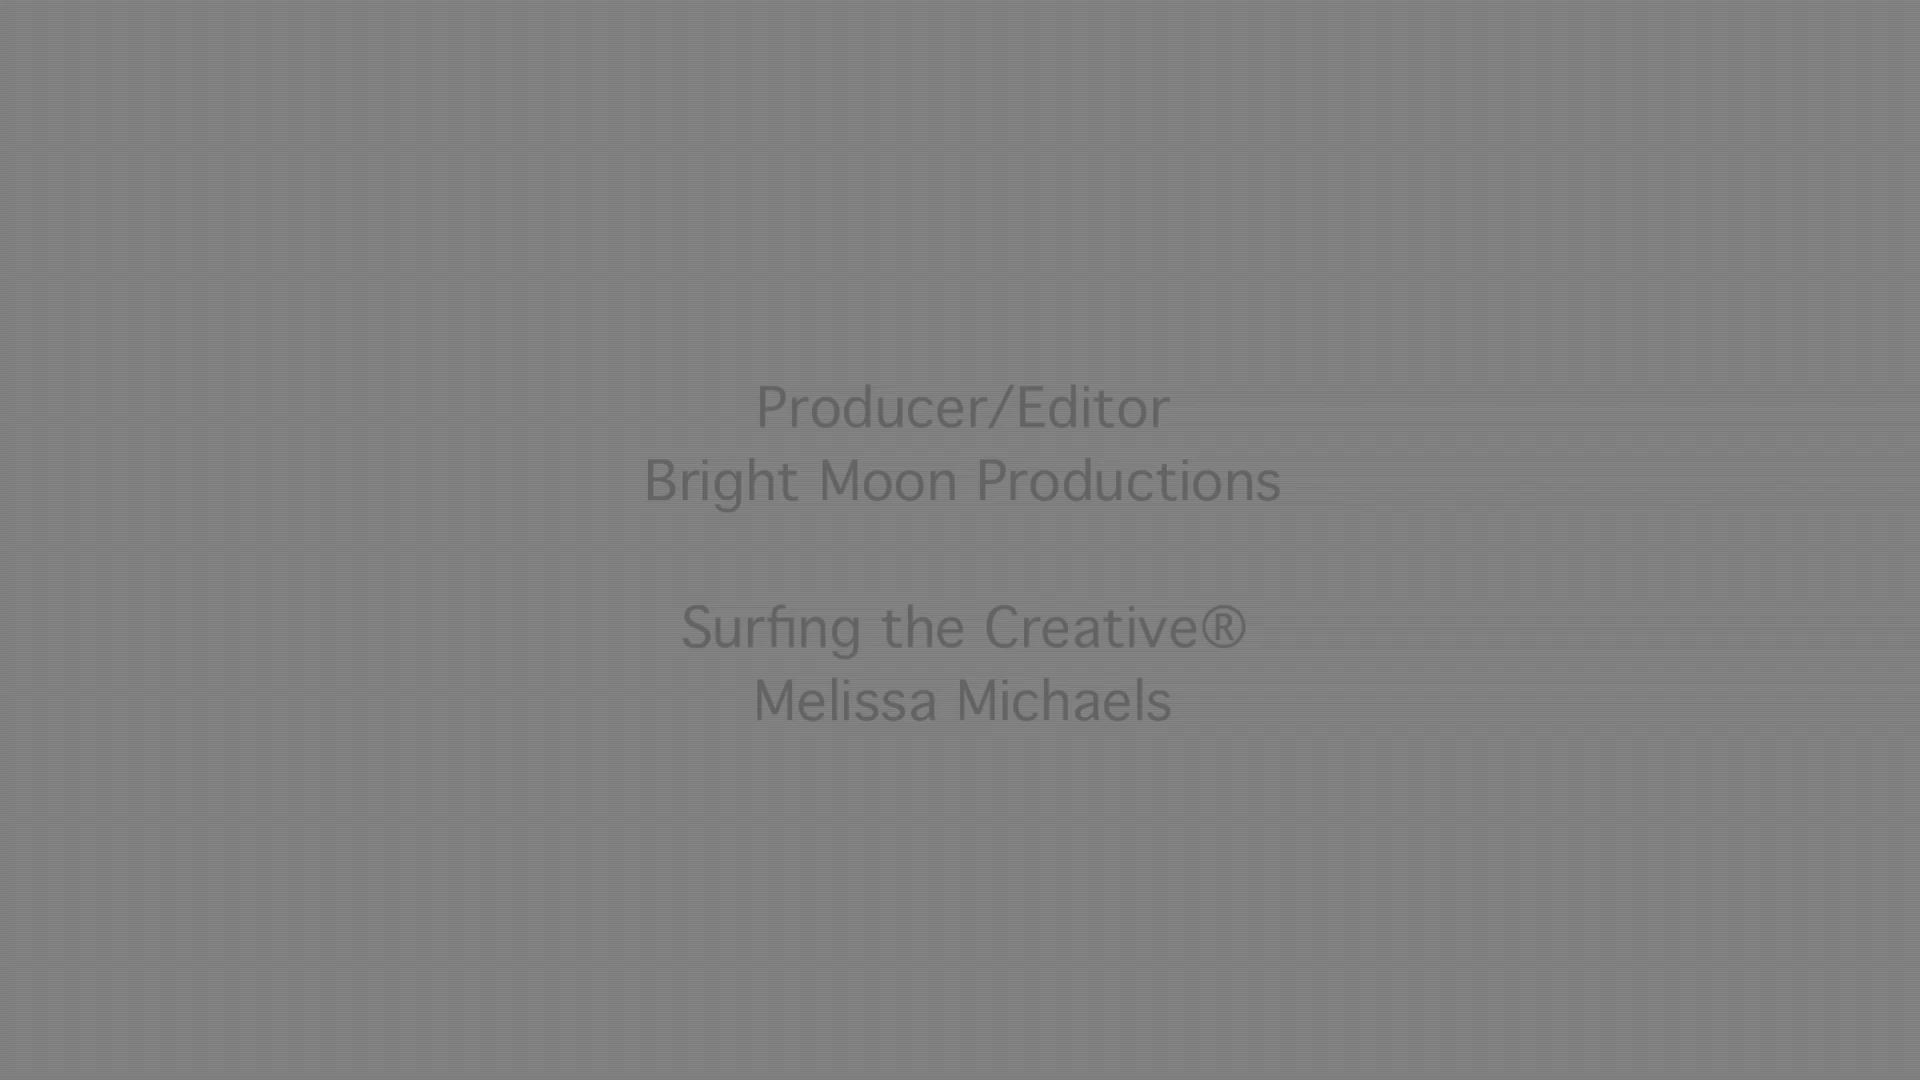 Producer/Editor
Bright Moon Productions
Surfing the Creative®
Melissa Michaels